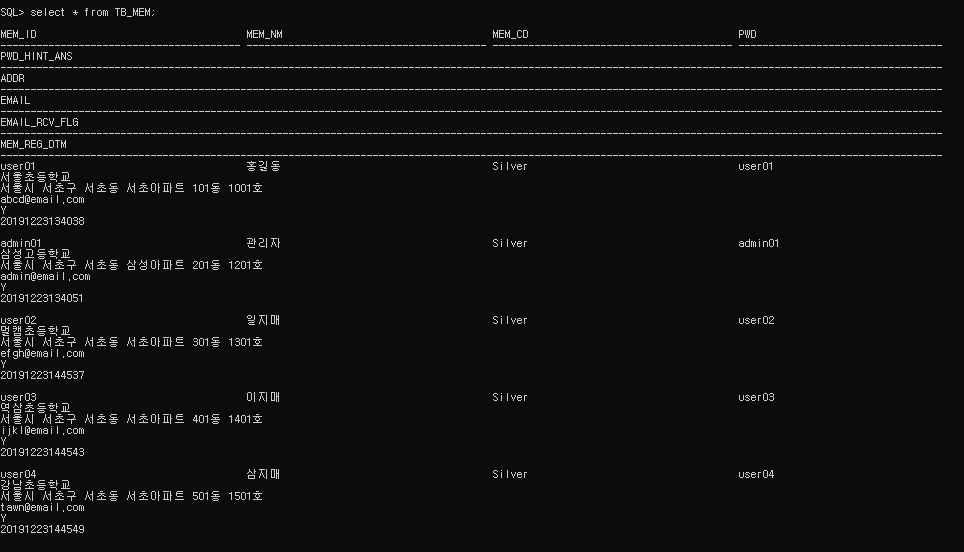 SQL> select * from TB_MEM;
MEM_ID MEM_NM MEM_CD PWD
PWD_HINT_ANS
ADDR
EMAIL
EMAIL_RCV_FLG
MEM_REG_DTM
user01 홍길동 Silver user01
서울초등학교
서울시 서초구 서초동 서초아파트 101동 1001호
abcd@email.com
Y
20191223134038
admin01 관리자 Silver admin01
삼성고등학교
서울시 서초구 서초동 삼성아파트 201동 1201호
admin@email.com
Y
20191223134051
user02 일지매 Silver user02
멀캠초등학교
서울시 서초구 서초동 서초아파트 301동 1301호
efgh@email.com
Y
20191223144537
user03 이지매 Silver user03
역삼초등학교
서울시 서초구 서초동 서초아파트 401동 1401호
ijkl@email.com
Y
20191223144543
user04 삼지매 Silver user04
강남초등학교
서울시 서초구 서초동 서초아파트 501동 1501호
tawn@email.com
Y
20191223144549